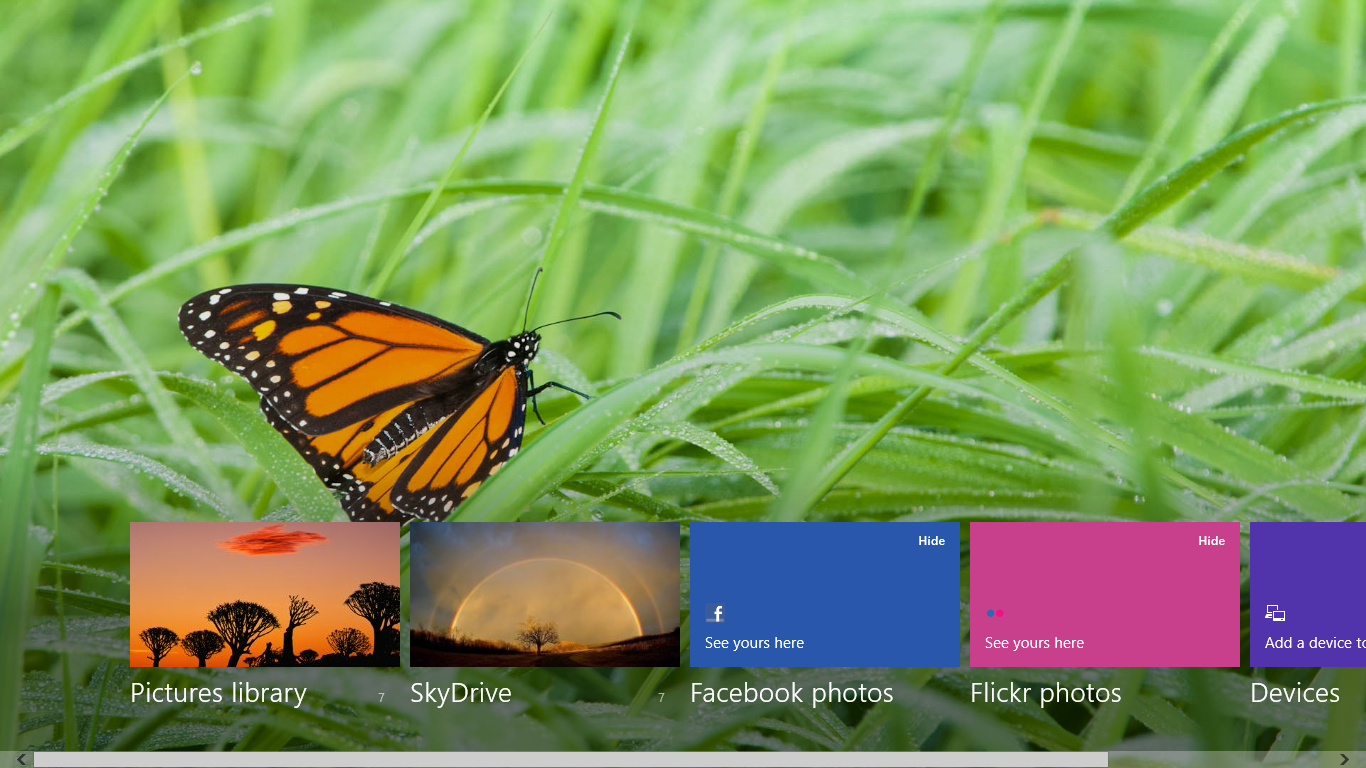 Hide
Hide
See yours here
See yours here
Add a device to
Pictures library 7
SkyDrive 7
Facebook photos
Flickr photos
Devices